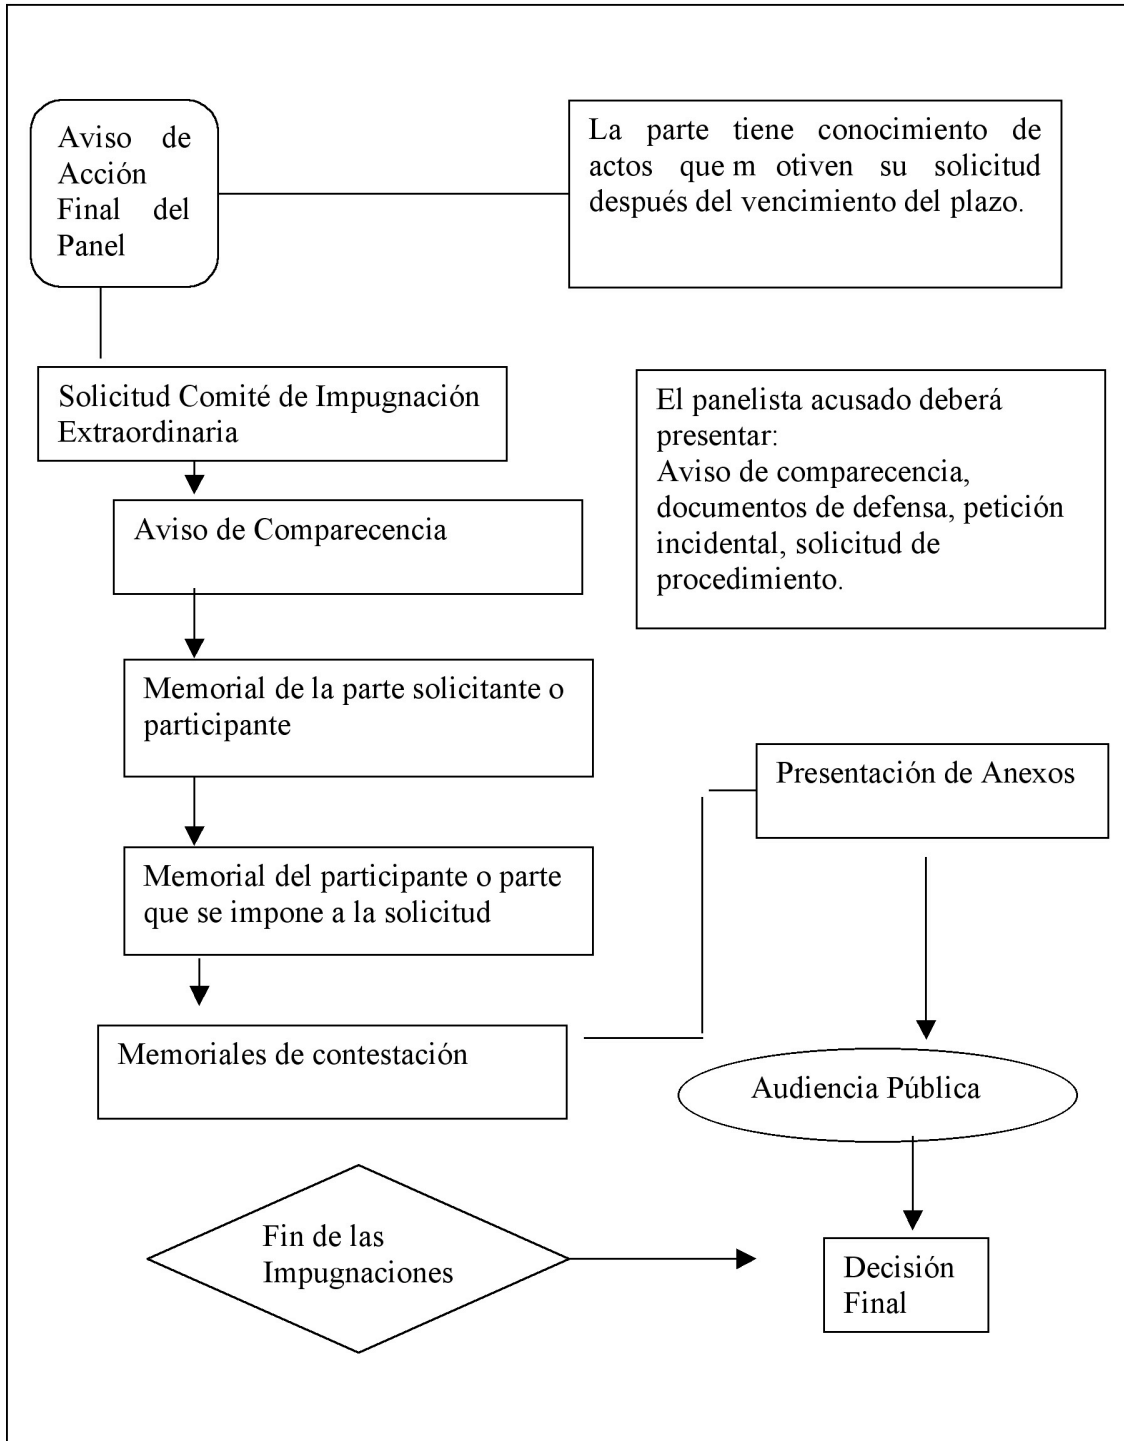 Aviso de
Acción
Final del
Panel
La parte tiene conocimiento de
actos que m otiven su solicitud
después del vencimiento del plazo.
Solicitud Comité de Impugnación
Extraordinaria
El panelista acusado deberá
presentar:
Aviso de comparecencia,
documentos de defensa, petición
incidental, solicitud de
procedimiento.
Aviso de Comparecencia
Memorial de la parte solicitante o
participante
Presentación de Anexos
Memorial del participante o parte
que se impone a la solicitud
Memoriales de contestación
Audiencia Pública
Fin de las
Impugnaciones
Decisión
Final